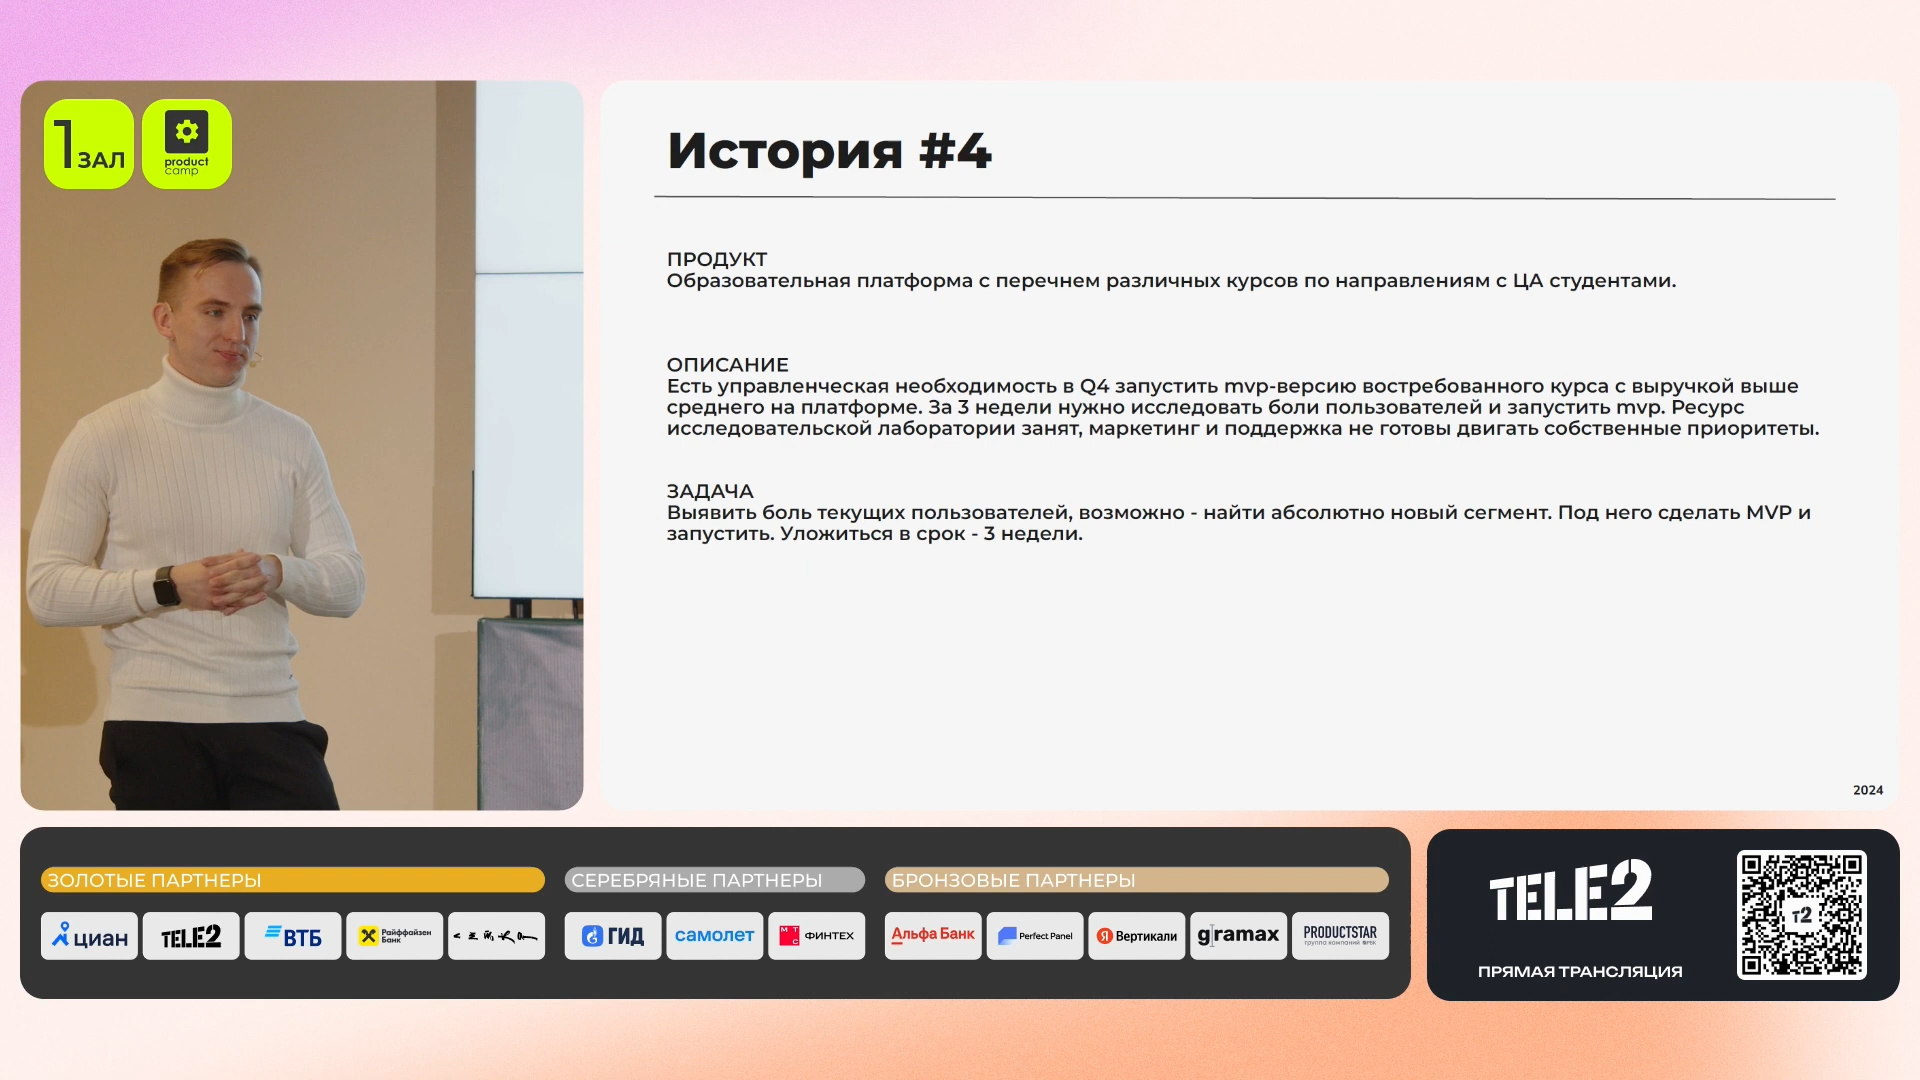 1 ЗАЛ
product
camp
История #4
ПРОДУКТ
Образовательная платформа с перечнем различных курсов по направлениям с ЦА студентами.
ОПИСАНИЕ
Есть управленческая необходимость в Q4 запустить mvp-версию востребованного курса с выручкой выше
среднего на платформе. За 3 недели нужно исследовать боли пользователей и запустить mvp. Ресурс
исследовательской лаборатории занят, маркетинг и поддержка не готовы двигать собственные приоритеты.
ЗАДАЧА
Выявить боль текущих пользователей, возможно - найти абсолютно новый сегмент. Под него сделать MVP и
запустить. Уложиться в срок - 3 недели.
2024
ЗОЛОТЫЕ ПАРТНЕРЫ
циан
TELE2
ВТБ
Райффайзен
Банк
СЕРЕБРЯНЫЕ ПАРТНЕРЫ
ГИД
самолет
МТС
ФИНТЕХ
БРОНЗОВЫЕ ПАРТНЕРЫ
Альфа Банк
Perfect Panel
Я Вертикали
gramax
PRODUCTSTAR
группа компаний
TELE2
ПРЯМАЯ ТРАНСЛЯЦИЯ
T2